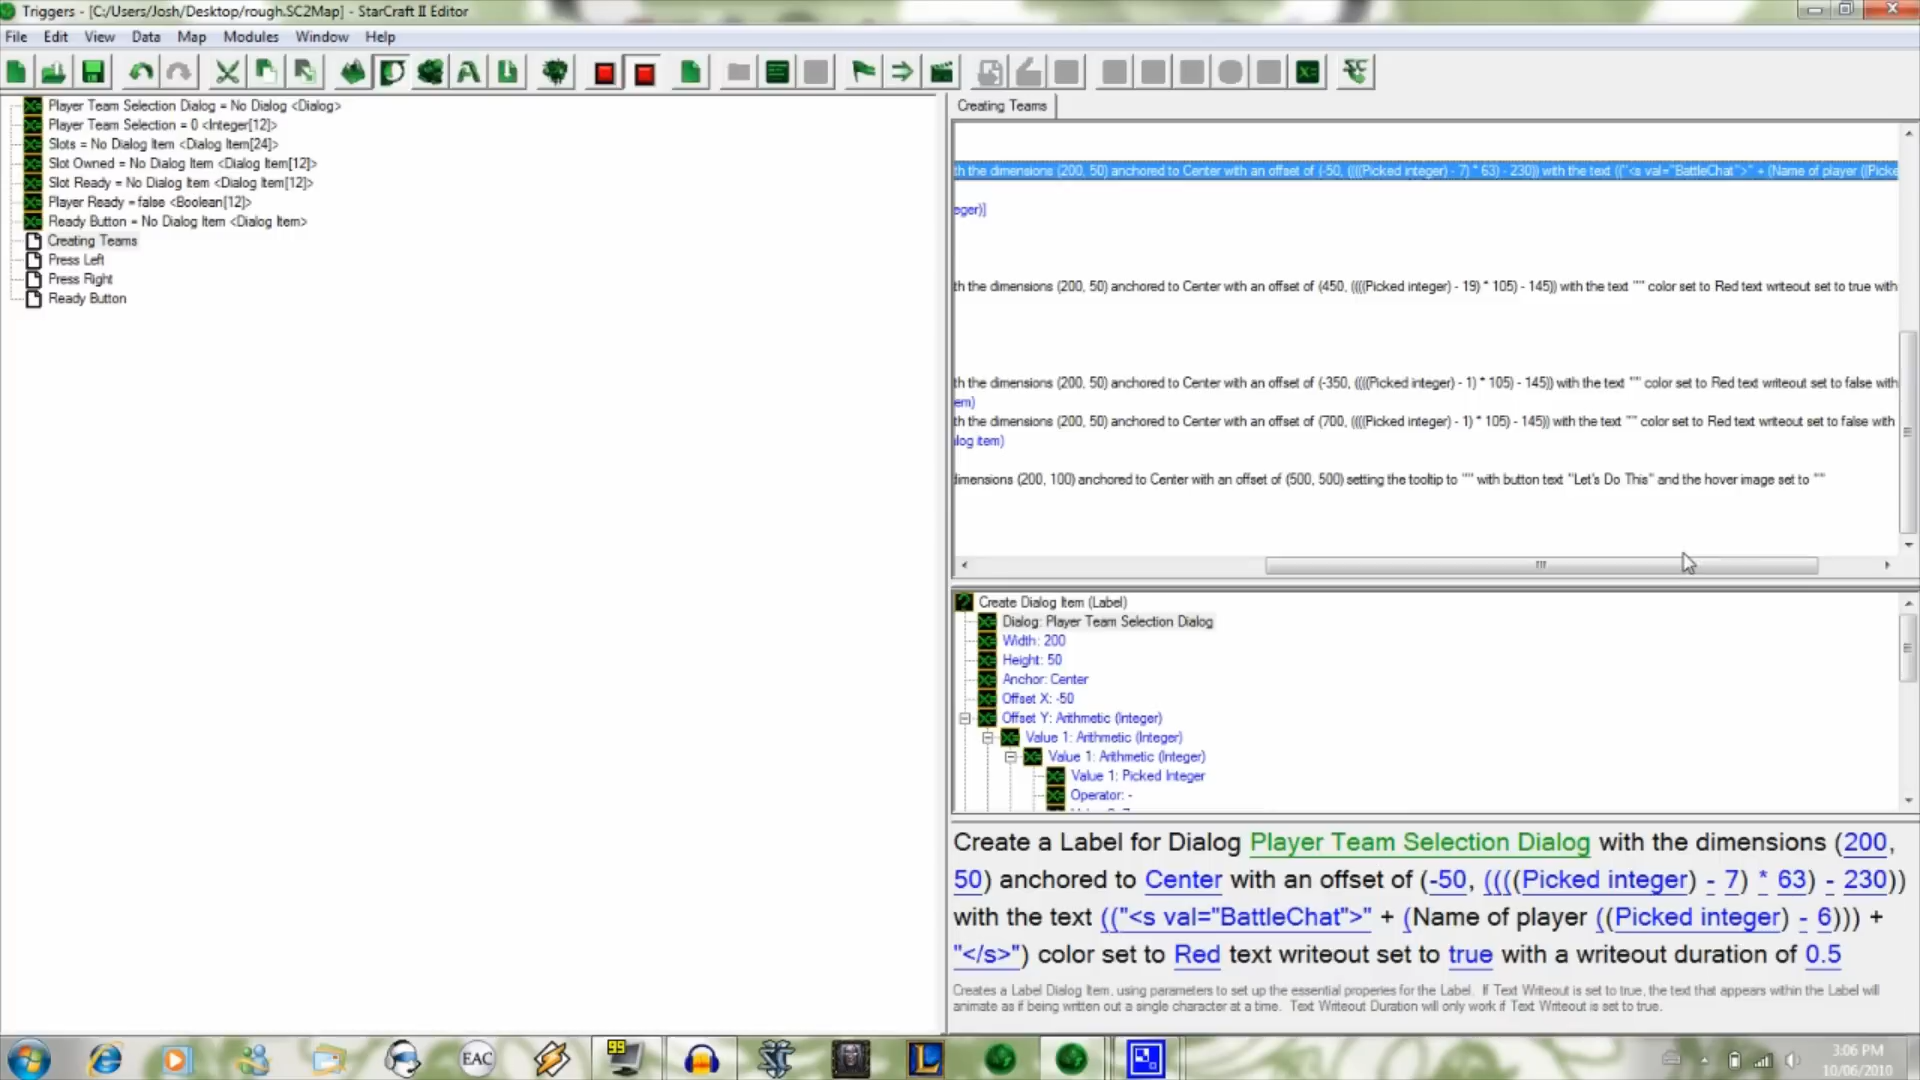 Triggers - [C:/Users/Josh/Desktop/rough.SC2Map] - StarCraft II Editor
File Edit View Data Map Modules Window Help
Player Team Selection Dialog = No Dialog <Dialog>
Player Team Selection = 0 <Integer[12]>
Slots = No Dialog Item <Dialog Item[24]>
Slot Owned = No Dialog Item <Dialog Item[12]>
Slot Ready = No Dialog Item <Dialog Item[12]>
Player Ready = false <Boolean[12]>
Ready Button = No Dialog Item <Dialog Item>
Creating Teams
Press Left
Press Right
Ready Button
Creating Teams
th the dimensions (200, 50) anchored to Center with an offset of (-50, ((((Picked integer) - 7) * 63) - 230)) with the text (("<s val="BattleChat">" + (Name of player ((Picke
eger)]
th the dimensions (200, 50) anchored to Center with an offset of (450, ((((Picked integer) - 19) * 105) - 145)) with the text "" color set to Red text writeout set to true with
th the dimensions (200, 50) anchored to Center with an offset of (-350, ((((Picked integer) - 1) * 105) - 145)) with the text "" color set to Red text writeout set to false with
em)
th the dimensions (200, 50) anchored to Center with an offset of (700, ((((Picked integer) - 1) * 105) - 145)) with the text "" color set to Red text writeout set to false with
log item)
dimensions (200, 100) anchored to Center with an offset of (500, 500) setting the tooltip to "" with button text "Let's Do This" and the hover image set to ""
Create Dialog Item (Label)
Dialog: Player Team Selection Dialog
Width: 200
Height: 50
Anchor: Center
Offset X: -50
Offset Y: Arithmetic (Integer)
Value 1: Arithmetic (Integer)
Value 1: Arithmetic (Integer)
Value 1: Picked Integer
Operator: -
Create a Label for Dialog Player Team Selection Dialog with the dimensions (200,
50) anchored to Center with an offset of (-50, ((((Picked integer) - 7) * 63) - 230))
with the text (("<s val="BattleChat">" + (Name of player ((Picked integer) - 6))) +
"</s>") color set to Red text writeout set to true with a writeout duration of 0.5
Creates a Label Dialog Item, using parameters to set up the essential properies for the Label. If Text Writeout is set to true, the text that appears within the Label will
animate as if being written out a single character at a time. Text Writeout Duration will only work if Text Writeout is set to true.
99
EAC
L
3:06 PM
10/06/2010